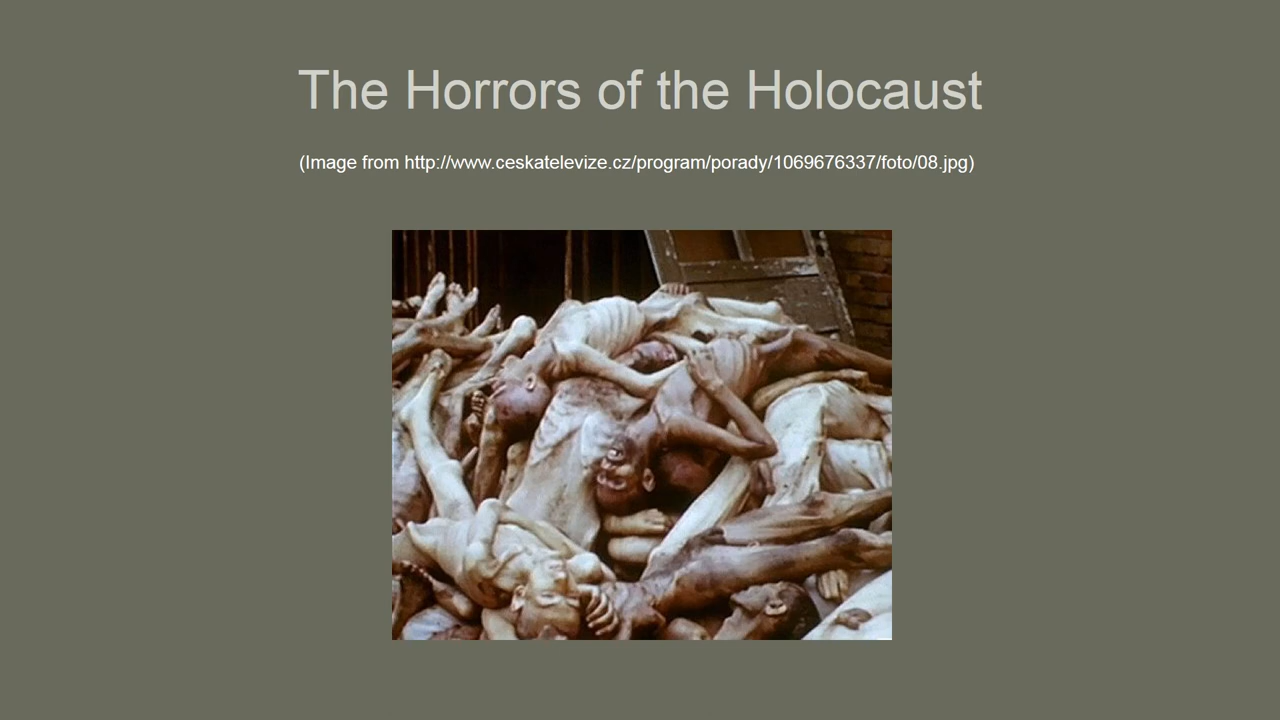 The Horrors of the Holocaust
(Image from http://www.ceskatelevize.cz/program/porady/1069676337/foto/08.jpg)